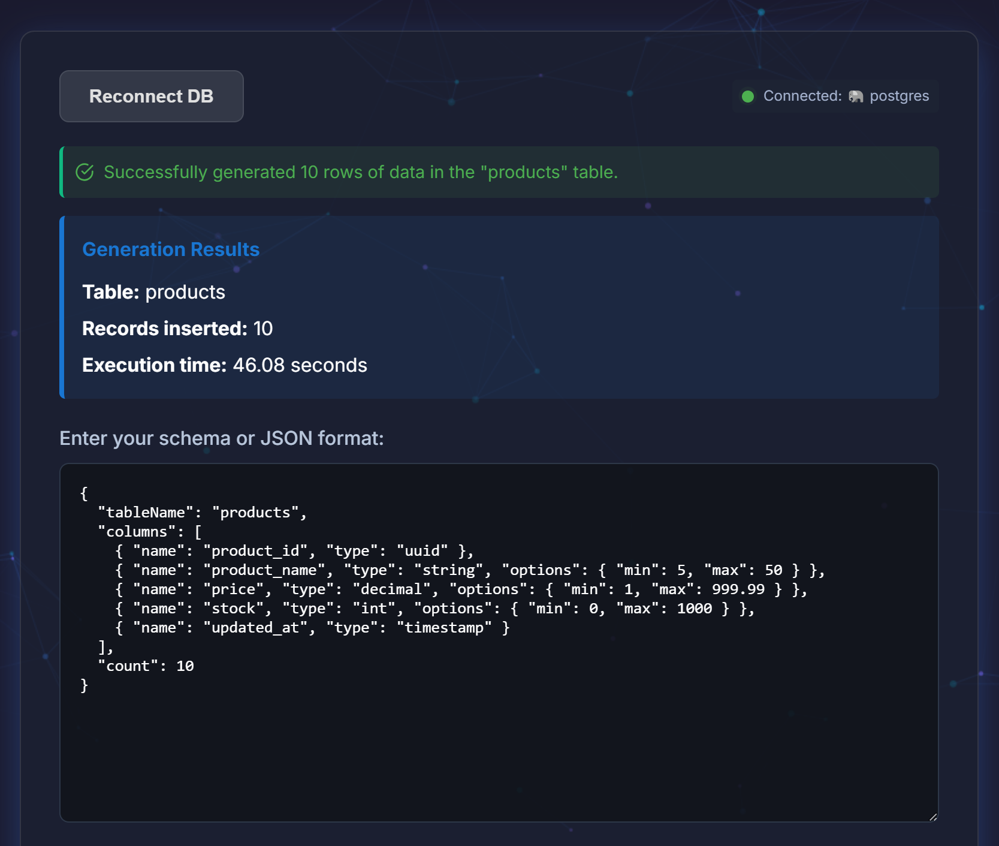 Reconnect DB
Connected: 🐘 postgres
Successfully generated 10 rows of data in the "products" table.
Generation Results
Table: products
Records inserted: 10
Execution time: 46.08 seconds
Enter your schema or JSON format:
{
  "tableName": "products",
  "columns": [
    { "name": "product_id", "type": "uuid" },
    { "name": "product_name", "type": "string", "options": { "min": 5, "max": 50 } },
    { "name": "price", "type": "decimal", "options": { "min": 1, "max": 999.99 } },
    { "name": "stock", "type": "int", "options": { "min": 0, "max": 1000 } },
    { "name": "updated_at", "type": "timestamp" }
  ],
  "count": 10
}